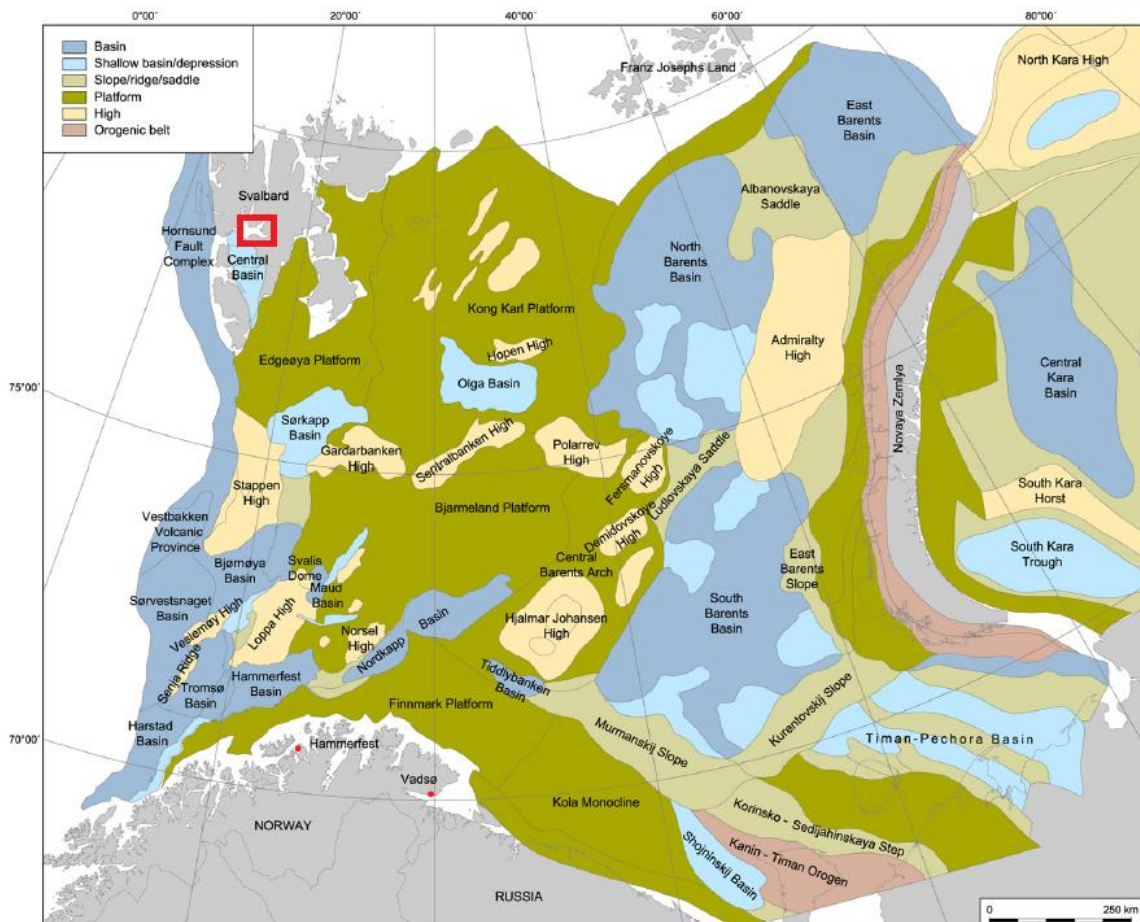 0°00'
20°00'
40°00'
60°00'
80°00'
Basin
Shallow basin/depression
Slope/ridge/saddle
Platform
High
Orogenic belt
Franz Josephs Land
North Kara High
East
Barents
Basin
Svalbard
Albanovskaya
Saddle
Hornsund
Fault
Complex
Central
Basin
North
Barents
Basin
Kong Karl Platform
Admiralty
High
Edgeøya Platform
Hopen High
Olga Basin
Central
Kara
Basin
Novaya Zemlya
75°00'
Sørkapp
Basin
Gardarbanken
High
Sentralbanken High
Polarrev
High
Fersmanovskoye
High
Ludlovskaya Saddle
Stappen
High
South Kara
Horst
Vestbakken
Volcanic
Province
Bjarmeland Platform
Demidovskoye
High
Bjørnøya
Basin
Svalis
Dome
Maud
Basin
Central
Barents Arch
East
Barents
Slope
South Kara
Trough
Sørvestsnaget
Basin
Veslemøy High
Loppa High
South
Barents
Basin
Norsel
High
Nordkapp
Basin
Hjalmar Johansen
High
Senja Ridge
Tromsø
Basin
Hammerfest
Basin
Tiddlybanken
Basin
Finnmark Platform
Harstad
Basin
70°00'
Murmanskij Slope
Kurentovskij Slope
Timan-Pechora Basin
Hammerfest
Vadsø
Kola Monocline
NORWAY
Korinsko - Sedijahinskaya Step
Shojninskij Basin
Kanin - Timan Orogen
RUSSIA
0
250 km